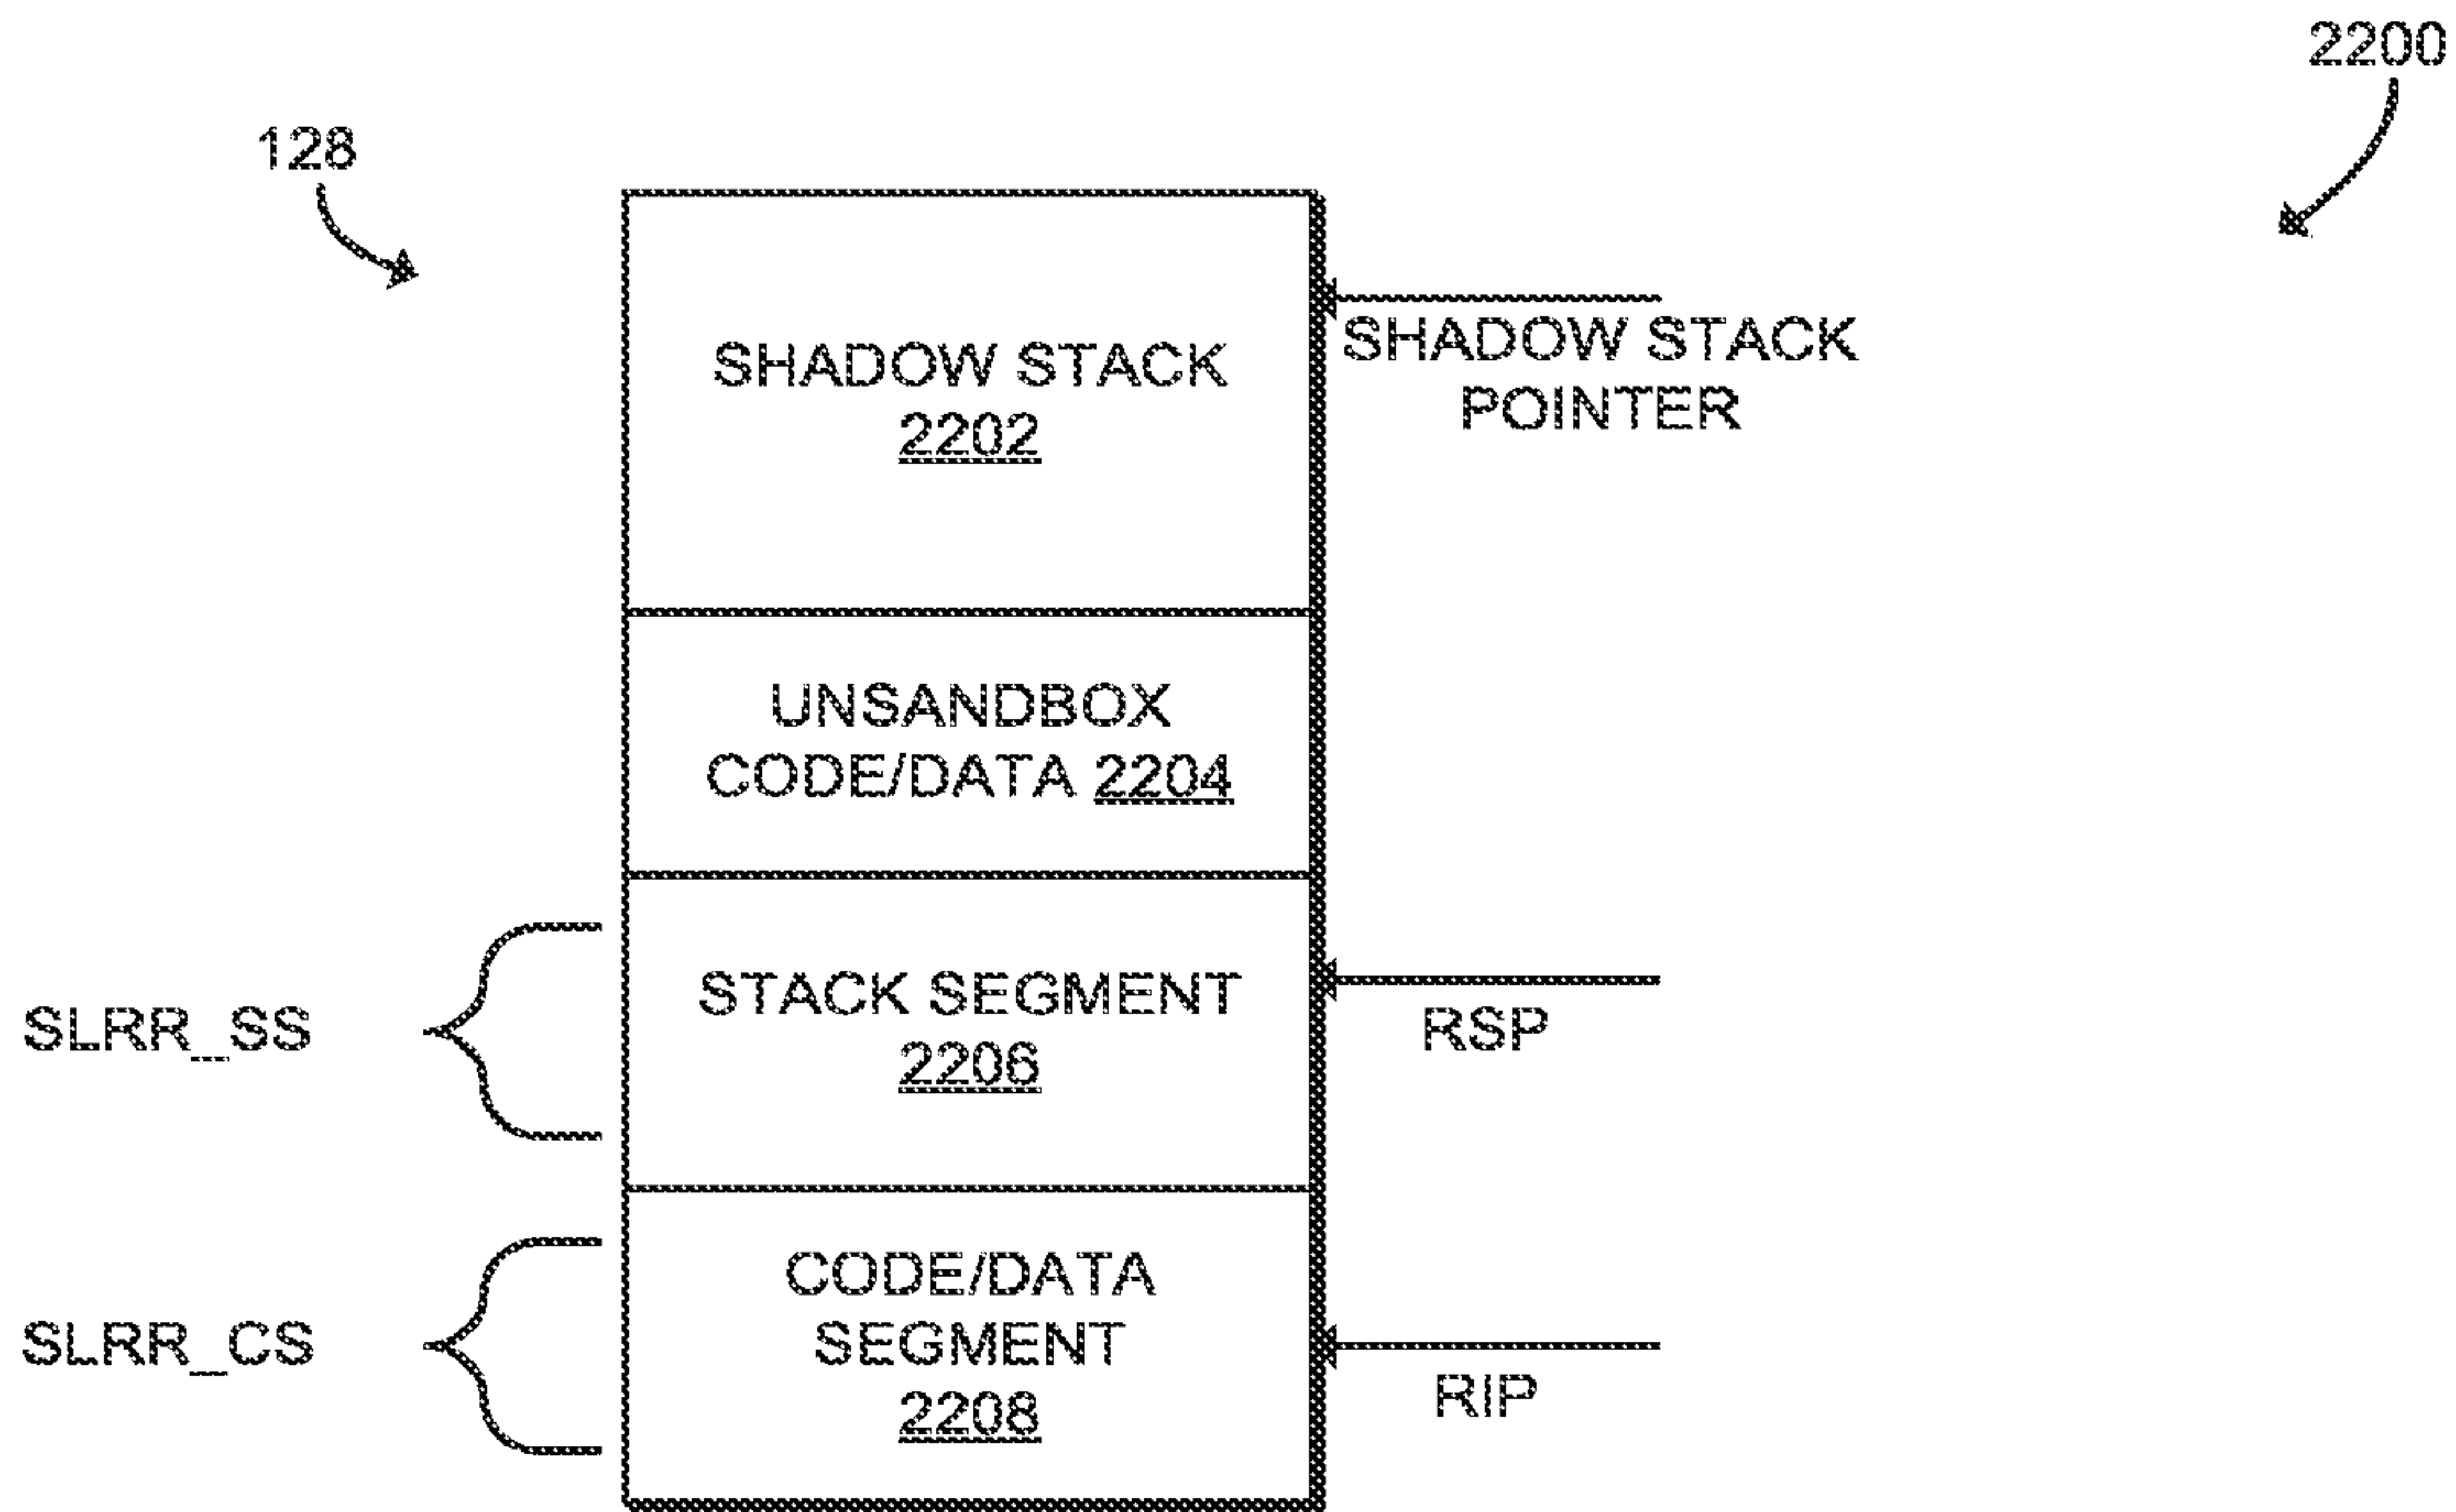 2200
128
SHADOW STACK
2202
SHADOW STACK
POINTER
UNSANDBOX
CODE/DATA 2204
SLRR_SS
STACK SEGMENT
2206
RSP
SLRR_CS
CODE/DATA
SEGMENT
2208
RIP